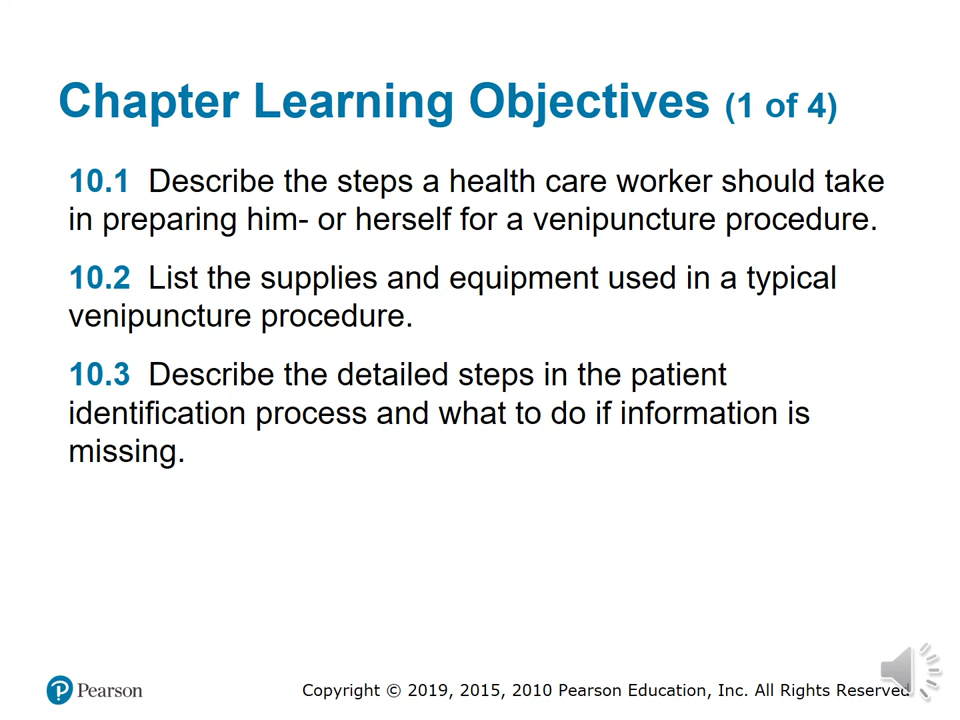 Chapter Learning Objectives (1 of 4)
10.1 Describe the steps a health care worker should take
in preparing him- or herself for a venipuncture procedure.
10.2 List the supplies and equipment used in a typical
venipuncture procedure.
10.3 Describe the detailed steps in the patient
identification process and what to do if information is
missing.
Pearson
Copyright © 2019, 2015, 2010 Pearson Education, Inc. All Rights Reserved